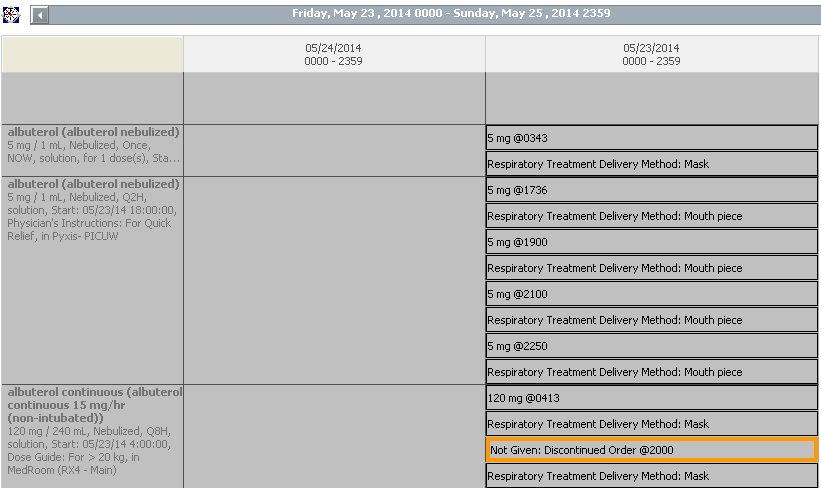 Friday, May 23 , 2014 0000 - Sunday, May 25 , 2014 2359
05/24/2014
0000 - 2359
05/23/2014
0000 - 2359
albuterol (albuterol nebulized)
5 mg / 1 mL, Nebulized, Once,
NOW, solution, for 1 dose(s), Sta...
5 mg @0343
Respiratory Treatment Delivery Method: Mask
albuterol (albuterol nebulized)
5 mg / 1 mL, Nebulized, Q2H,
solution, Start: 05/23/14 18:00:00,
Physician's Instructions: For Quick
Relief, in Pyxis- PICUW
5 mg @1736
Respiratory Treatment Delivery Method: Mouth piece
5 mg @1900
Respiratory Treatment Delivery Method: Mouth piece
5 mg @2100
Respiratory Treatment Delivery Method: Mouth piece
5 mg @2250
Respiratory Treatment Delivery Method: Mouth piece
albuterol continuous (albuterol
continuous 15 mg/hr
(non-intubated))
120 mg / 240 mL, Nebulized, Q8H,
solution, Start: 05/23/14 4:00:00,
Dose Guide: For > 20 kg, in
MedRoom (RX4 - Main)
120 mg @0413
Respiratory Treatment Delivery Method: Mask
Not Given: Discontinued Order @2000
Respiratory Treatment Delivery Method: Mask